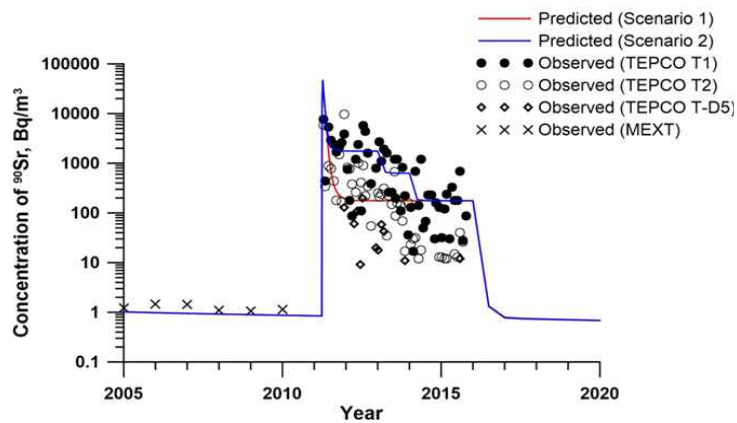 Predicted (Scenario 1)
Predicted (Scenario 2)
Observed (TEPCO T1)
Observed (TEPCO T2)
Observed (TEPCO T-D5)
Observed (MEXT)
Concentration of ⁹⁰Sr, Bq/m³
100000
10000
1000
100
10
1
0.1
2005
2010
2015
2020
Year